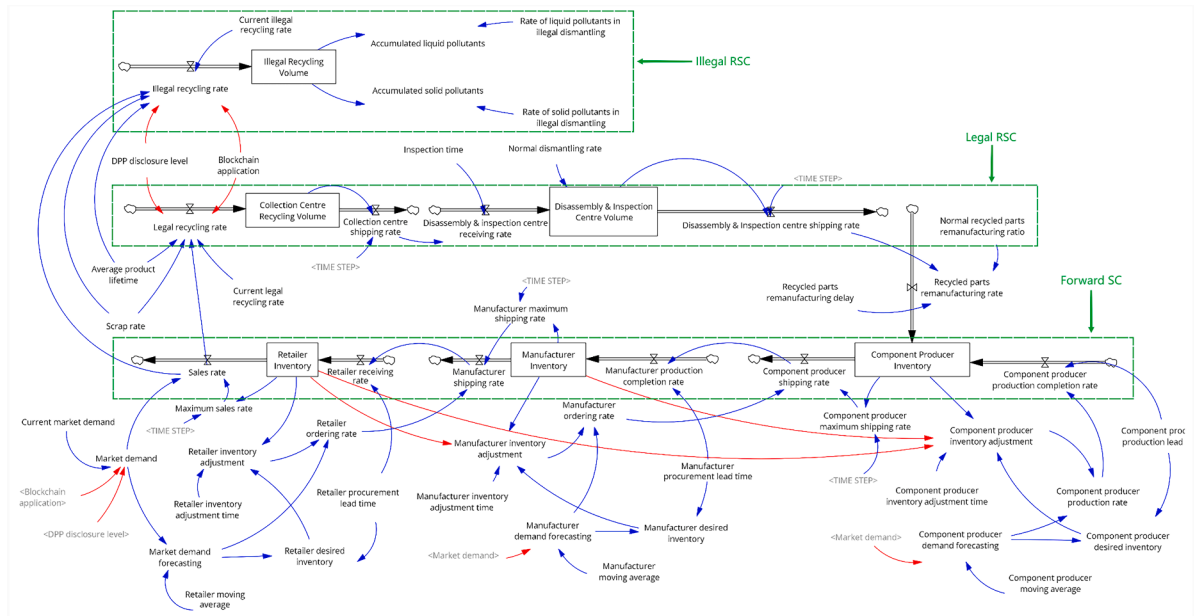 Current illegal
recycling rate
Rate of liquid pollutants in
illegal dismantling
Accumulated liquid pollutants
Illegal Recycling
Volume
Illegal RSC
Illegal recycling rate
Accumulated solid pollutants
Rate of solid pollutants in
illegal dismantling
DPP disclosure level
Blockchain
application
Inspection time
Normal dismantling rate
Legal RSC
<TIME STEP>
Collection Centre
Recycling Volume
Disassembly & Inspection
Centre Volume
Legal recycling rate
Collection centre
shipping rate
Disassembly & Inspection centre
receiving rate
Disassembly & Inspection centre shipping rate
Normal recycled parts
remanufacturing ratio
Average product
lifetime
<TIME STEP>
Current legal
recycling rate
<TIME STEP>
Recycled parts
remanufacturing delay
Recycled parts
remanufacturing rate
Forward SC
Scrap rate
Manufacturer maximum
shipping rate
Retailer
Inventory
Manufacturer
Inventory
Component Producer
Inventory
Sales rate
Retailer receiving
rate
Manufacturer
shipping rate
Manufacturer production
completion rate
Component producer
shipping rate
Component producer
production completion rate
Maximum sales rate
<TIME STEP>
Current market demand
Retailer
ordering rate
Manufacturer
ordering rate
Component producer
maximum shipping rate
Component producer
inventory adjustment
Component proc
production lead
Market demand
Retailer inventory
adjustment
Manufacturer inventory
adjustment
Manufacturer
procurement lead time
<TIME STEP>
<Blockchain
application>
Retailer inventory
adjustment time
Retailer procurement
lead time
Manufacturer inventory
adjustment time
Component producer
inventory adjustment time
Component producer
production rate
<DPP disclosure level>
Market demand
forecasting
Retailer desired
inventory
<Market demand>
Manufacturer
demand forecasting
Manufacturer desired
inventory
<Market demand>
Component producer
demand forecasting
Component producer
desired inventory
Retailer moving
average
Manufacturer
moving average
Component producer
moving average